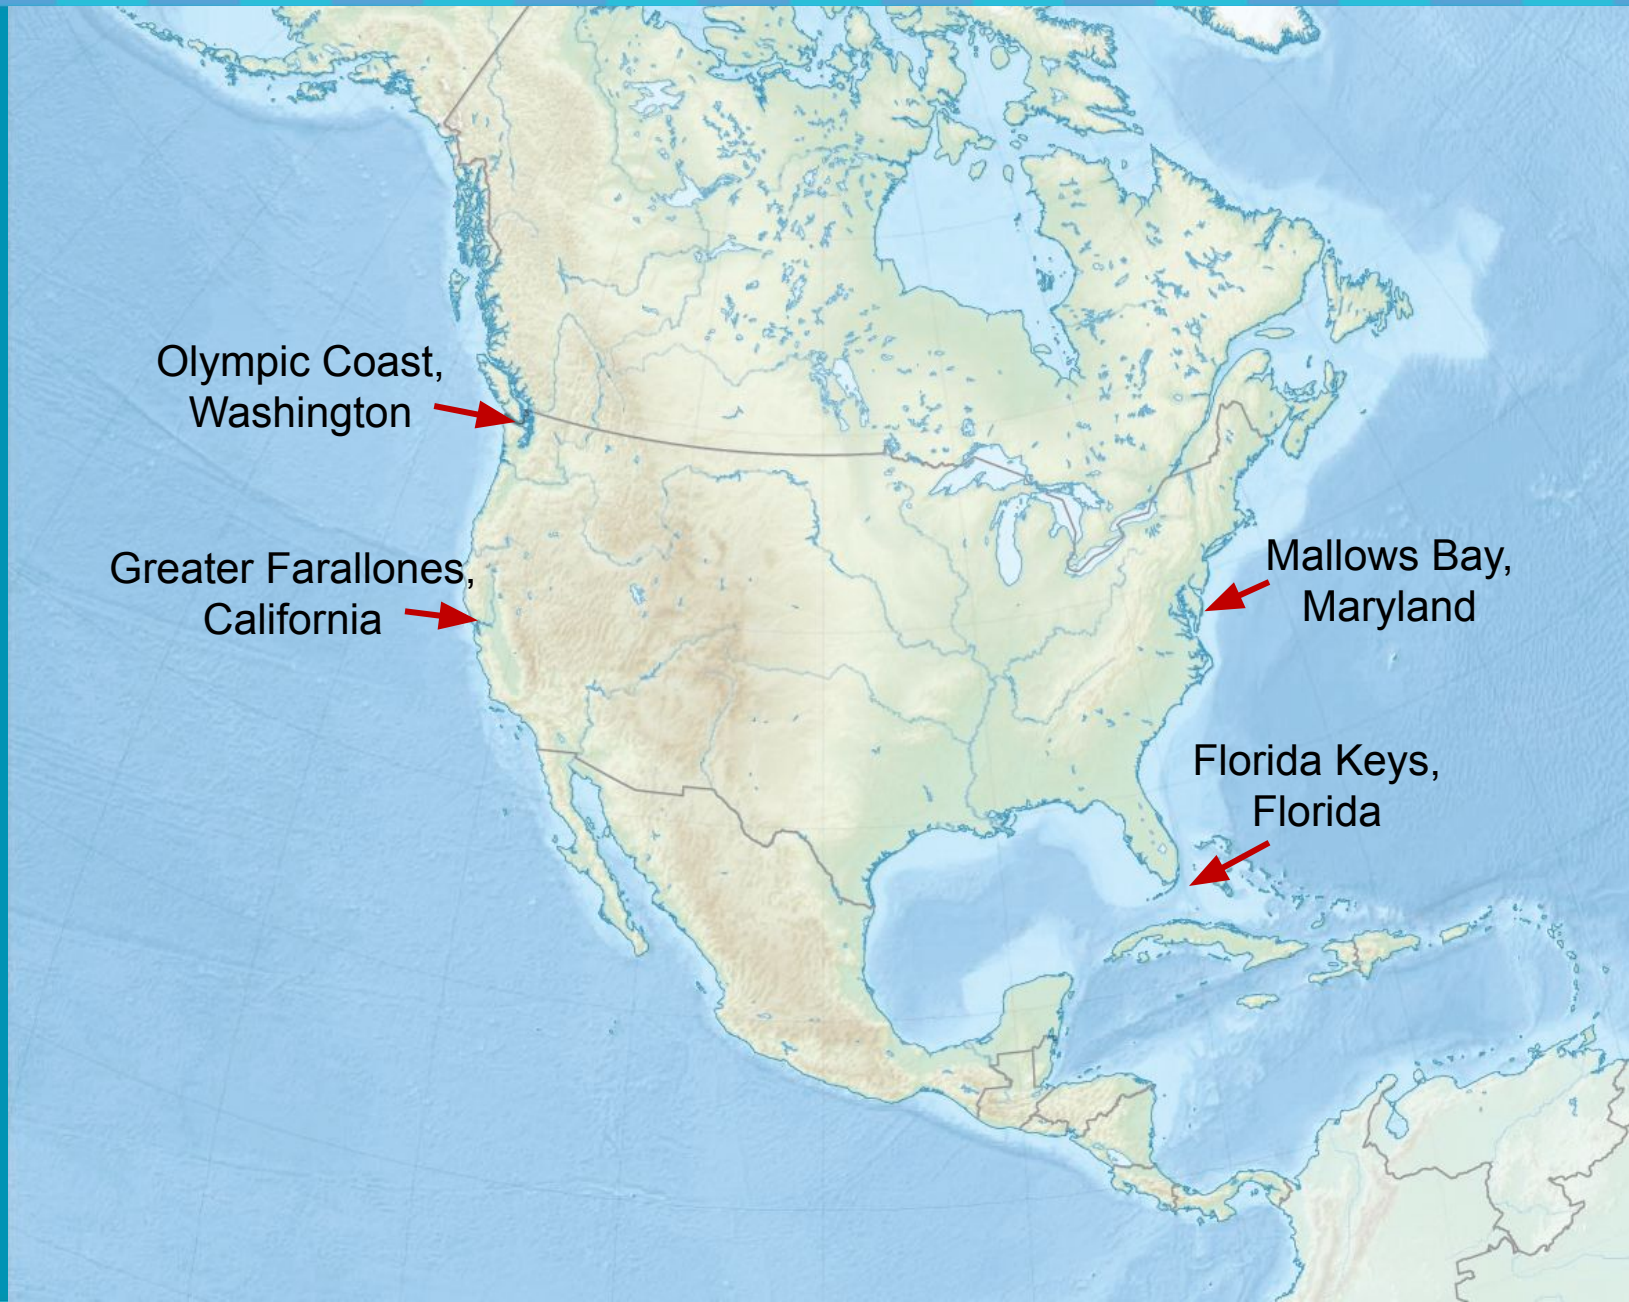 Olympic Coast,
Washington
Greater Farallones,
California
Mallows Bay,
Maryland
Florida Keys,
Florida